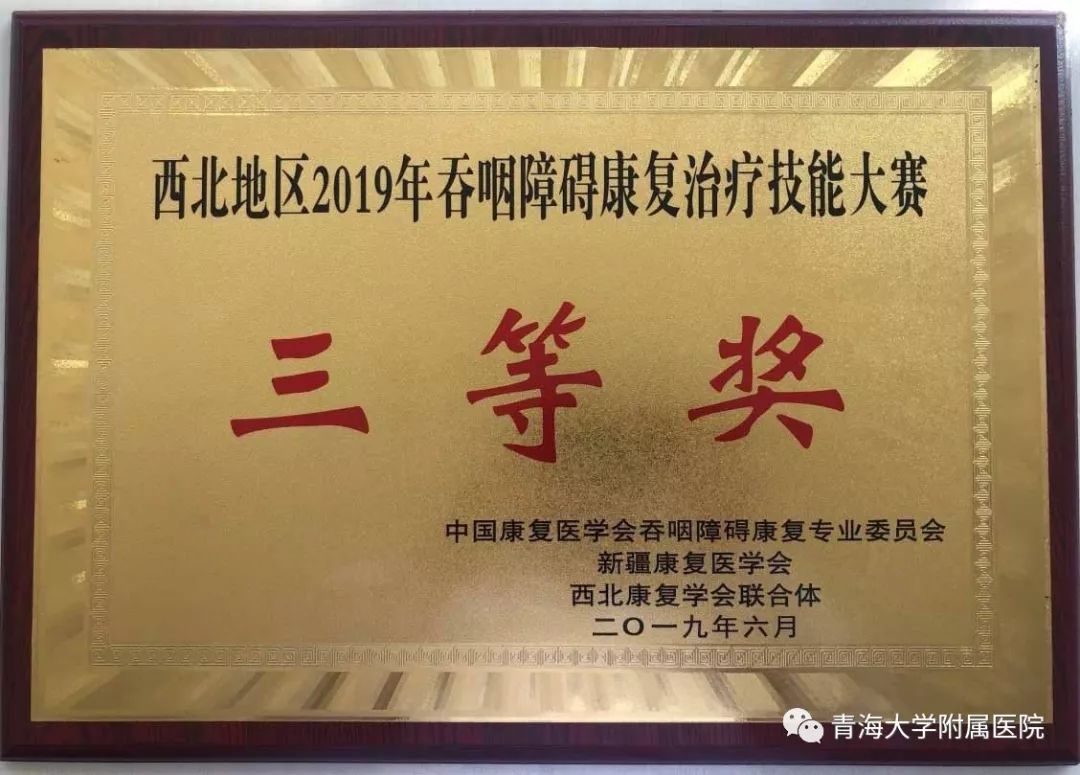 西北地区2019年吞咽障碍康复治疗技能大赛
三等奖
中国康复医学会吞咽障碍康复专业委员会
新疆康复医学会
西北康复学会联合体
二〇一九年六月
青海大学附属医院